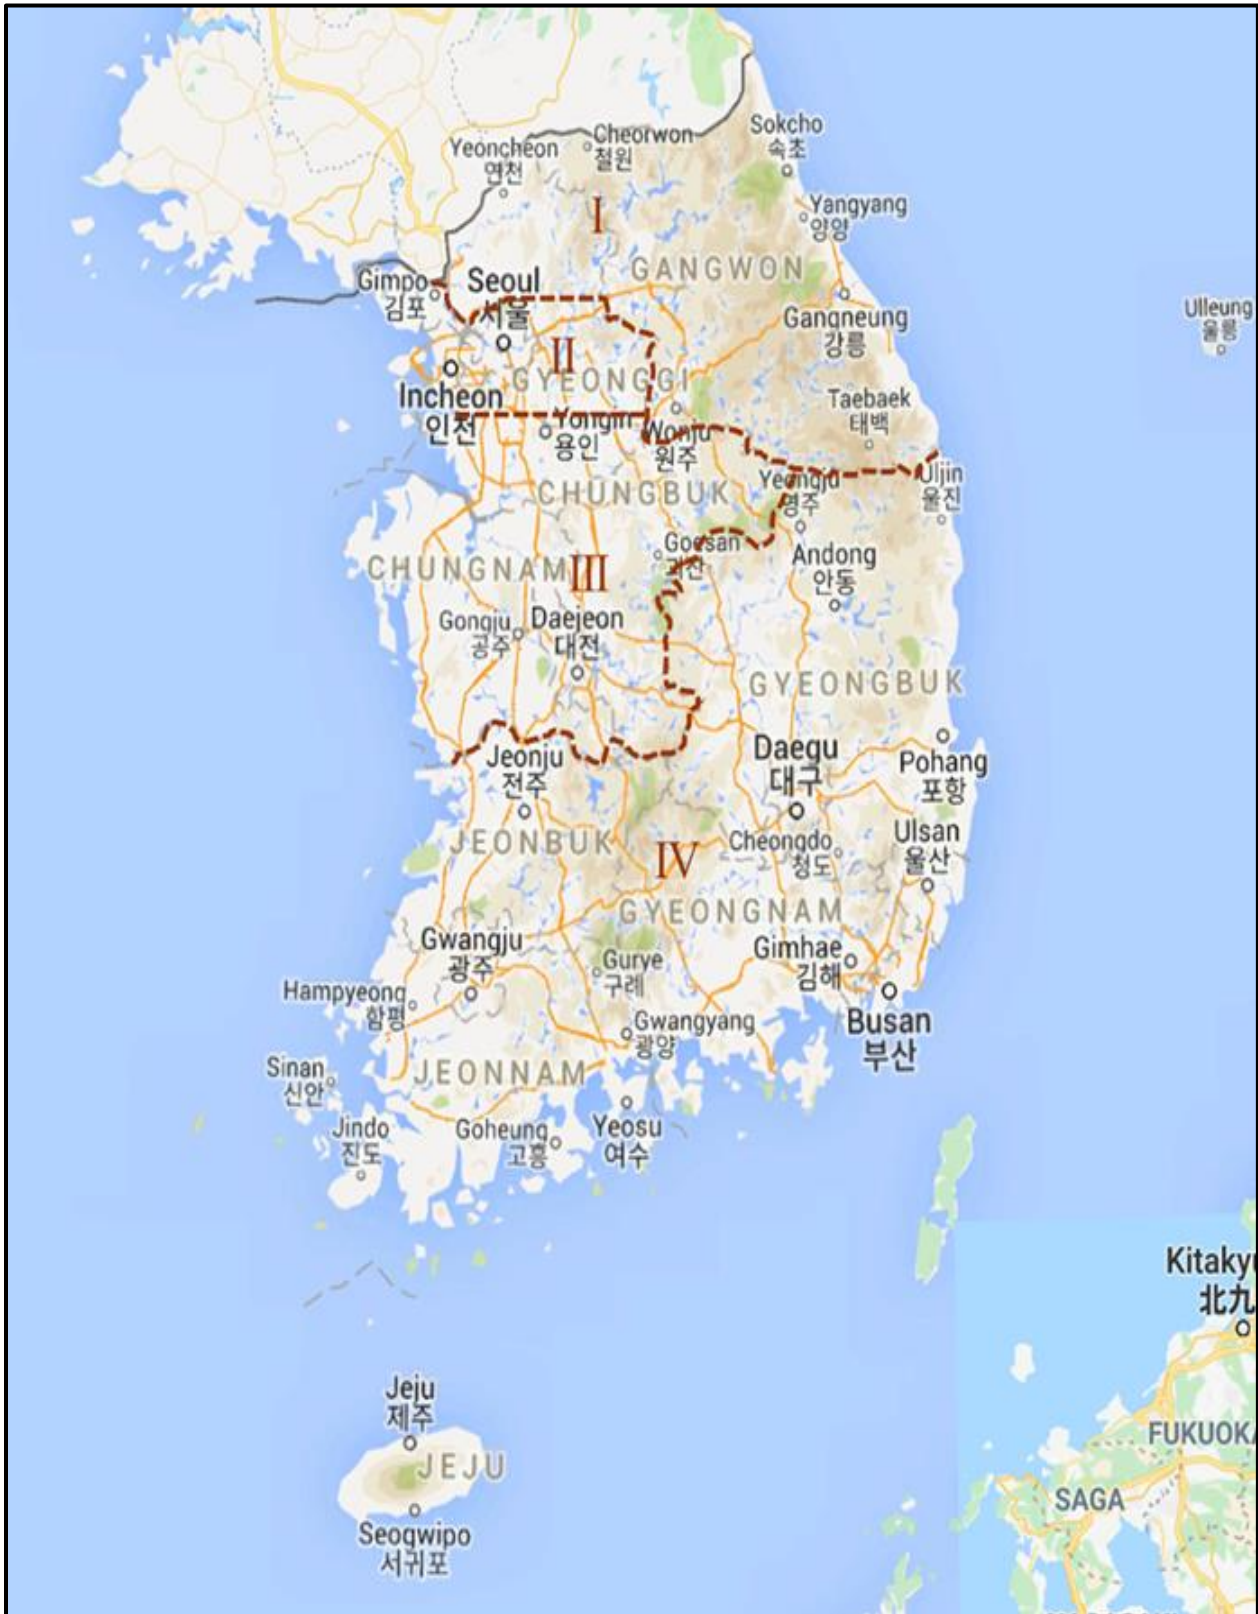 Sokcho
속초
Cheorwon
철원
Yeoncheon
연천
Yangyang
양양
I
GANGWON
Gimpo
김포
Seoul
서울
Gangneung
강릉
Ulleung
울릉
II
GYEONGGI
Incheon
인천
Taebaek
태백
Yongin
용인
Wonju
원주
Yeongju
영주
Uljin
울진
CHUNGBUK
Goesan
괴산
Andong
안동
CHUNGNAM
III
Gongju
공주
Daejeon
대전
GYEONGBUK
Jeonju
전주
Daegu
대구
Pohang
포항
JEONBUK
IV
Cheongdo
청도
Ulsan
울산
GYEONGNAM
Gwangju
광주
Gurye
구례
Gimhae
김해
Hampyeong
함평
Gwangyang
광양
Busan
부산
Sinan
신안
JEONNAM
Jindo
진도
Goheung
고흥
Yeosu
여수
Kitakyu
北九
Jeju
제주
JEJU
FUKUOKA
SAGA
Seogwipo
서귀포